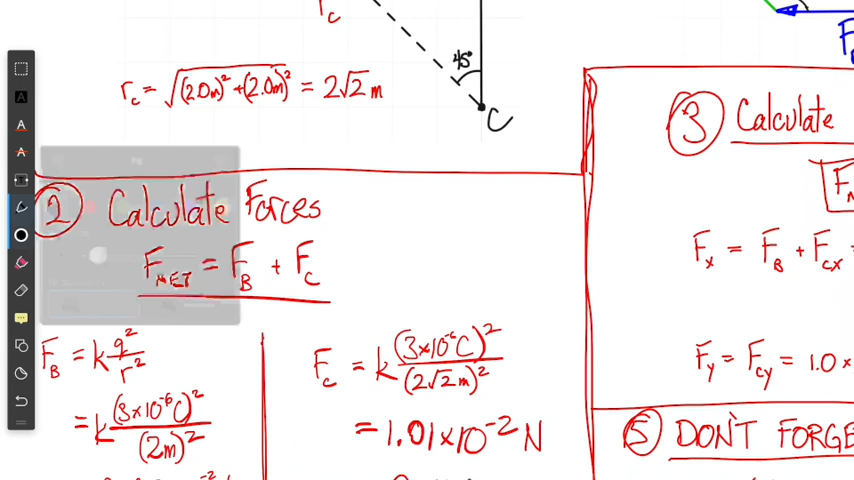 r_c
45°
C
r_c = √(2.0m)² + (2.0m)² = 2√2 m
② Calculate Forces
F_NET = F_B + F_C
F_B = k q²/r²
= k (3×10⁻⁶C)²/(2m)²
F_C = k (3×10⁻⁶C)²/(2√2 m)²
= 1.01×10⁻² N
③ Calculate
F_x = F_B + F_Cx =
F_y = F_Cy = 1.0 ×
⑤ DON'T FORGE